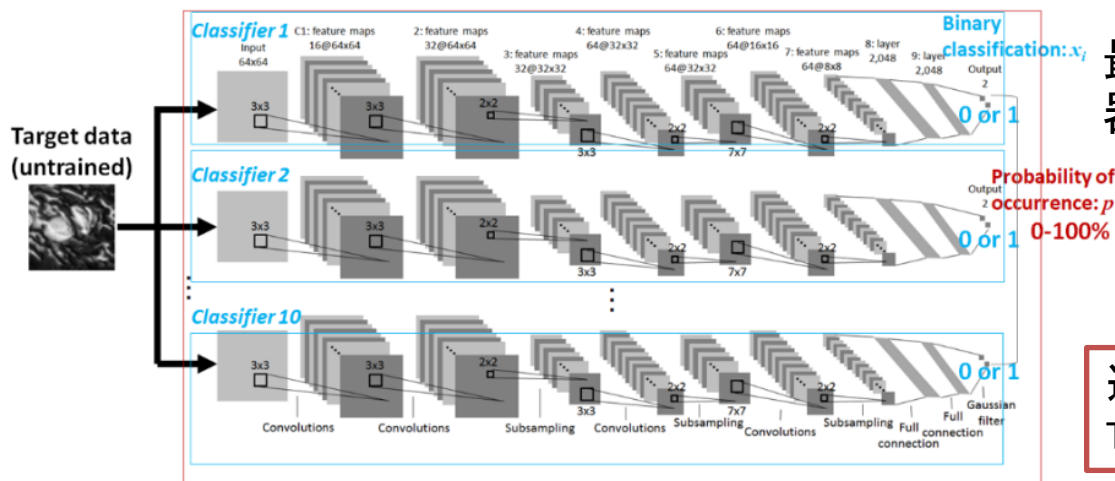 Classifier 1
Input
64x64
C1: feature maps
16@64x64
2: feature maps
32@64x64
3: feature maps
32@32x32
4: feature maps
64@32x32
5: feature maps
64@32x32
6: feature maps
64@16x16
7: feature maps
64@8x8
8: layer
2,048
9: layer
2,048
Binary
classification: xi
Output
2
3x3
3x3
2x2
3x3
2x2
7x7
2x2
0 or 1
最
器
Target data
(untrained)
Classifier 2
3x3
3x3
2x2
3x3
2x2
7x7
2x2
Output
2
0 or 1
Probability of
occurrence: p
0-100%
Classifier 10
3x3
3x3
2x2
3x3
2x2
7x7
2x2
0 or 1
Convolutions
Convolutions
Subsampling
Convolutions
Subsampling
Convolutions
Subsampling
Full
connection
Full
connection
Gaussian
filter